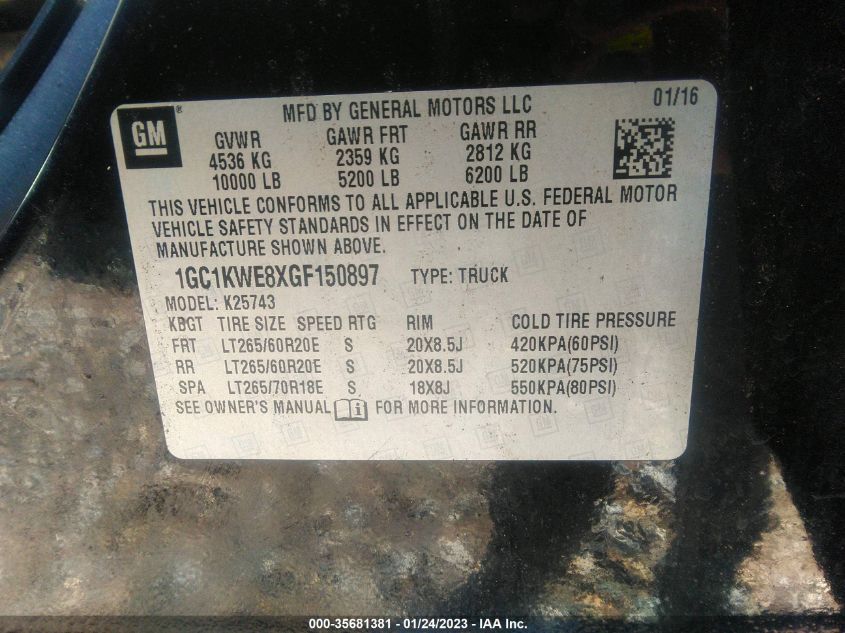 GM
®
MFD BY GENERAL MOTORS LLC
01/16
GVWR GAWR FRT GAWR RR
4536 KG 2359 KG 2812 KG
10000 LB 5200 LB 6200 LB
THIS VEHICLE CONFORMS TO ALL APPLICABLE U.S. FEDERAL MOTOR
VEHICLE SAFETY STANDARDS IN EFFECT ON THE DATE OF
MANUFACTURE SHOWN ABOVE.
1GC1KWE8XGF150897 TYPE: TRUCK
MODEL: K25743
KBGT TIRE SIZE SPEED RTG RIM COLD TIRE PRESSURE
FRT LT265/60R20E S 20X8.5J 420KPA(60PSI)
RR LT265/60R20E S 20X8.5J 520KPA(75PSI)
SPA LT265/70R18E S 18X8J 550KPA(80PSI)
SEE OWNER'S MANUAL FOR MORE INFORMATION.
000-35681381 - 01/24/2023 - IAA Inc.